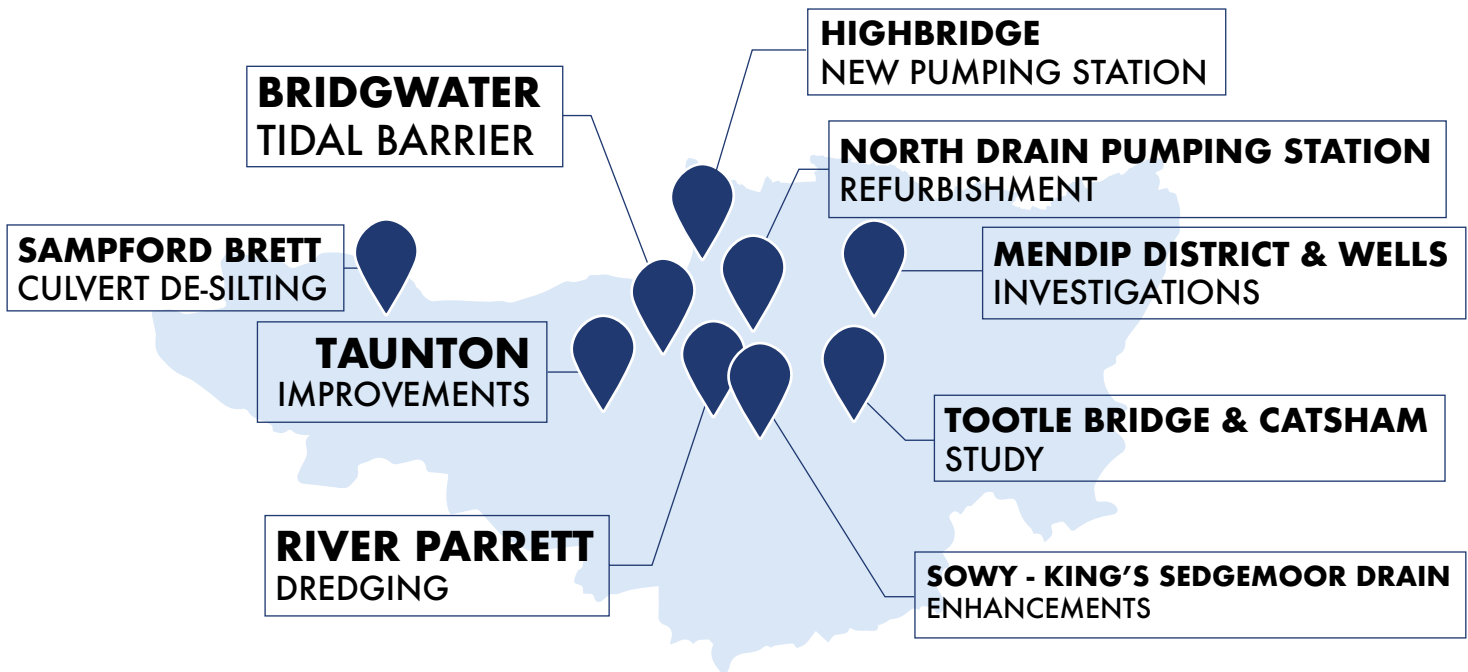 HIGHBRIDGE
NEW PUMPING STATION
BRIDGWATER
TIDAL BARRIER
NORTH DRAIN PUMPING STATION
REFURBISHMENT
SAMPFORD BRETT
CULVERT DE-SILTING
MENDIP DISTRICT & WELLS
INVESTIGATIONS
TAUNTON
IMPROVEMENTS
TOOTLE BRIDGE & CATSHAM
STUDY
RIVER PARRETT
DREDGING
SOWY - KING'S SEDGEMOOR DRAIN
ENHANCEMENTS